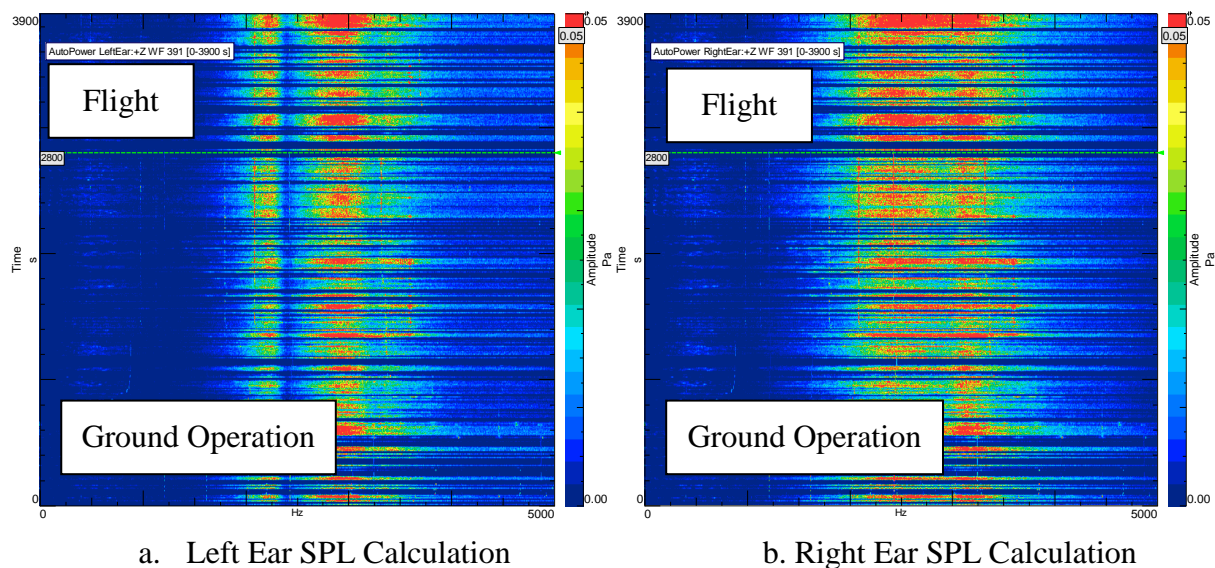 3900
AutoPower LeftEar:+Z WF 391 [0-3900 s]
Flight
2800
Time
s
Ground Operation
0
0
Hz
5000
0.05
0.05
Amplitude
Pa
0.00
a. Left Ear SPL Calculation
3900
AutoPower RightEar:+Z WF 391 [0-3900 s]
Flight
2800
Time
s
Ground Operation
0
0
Hz
5000
0.05
0.05
Amplitude
Pa
0.00
b. Right Ear SPL Calculation